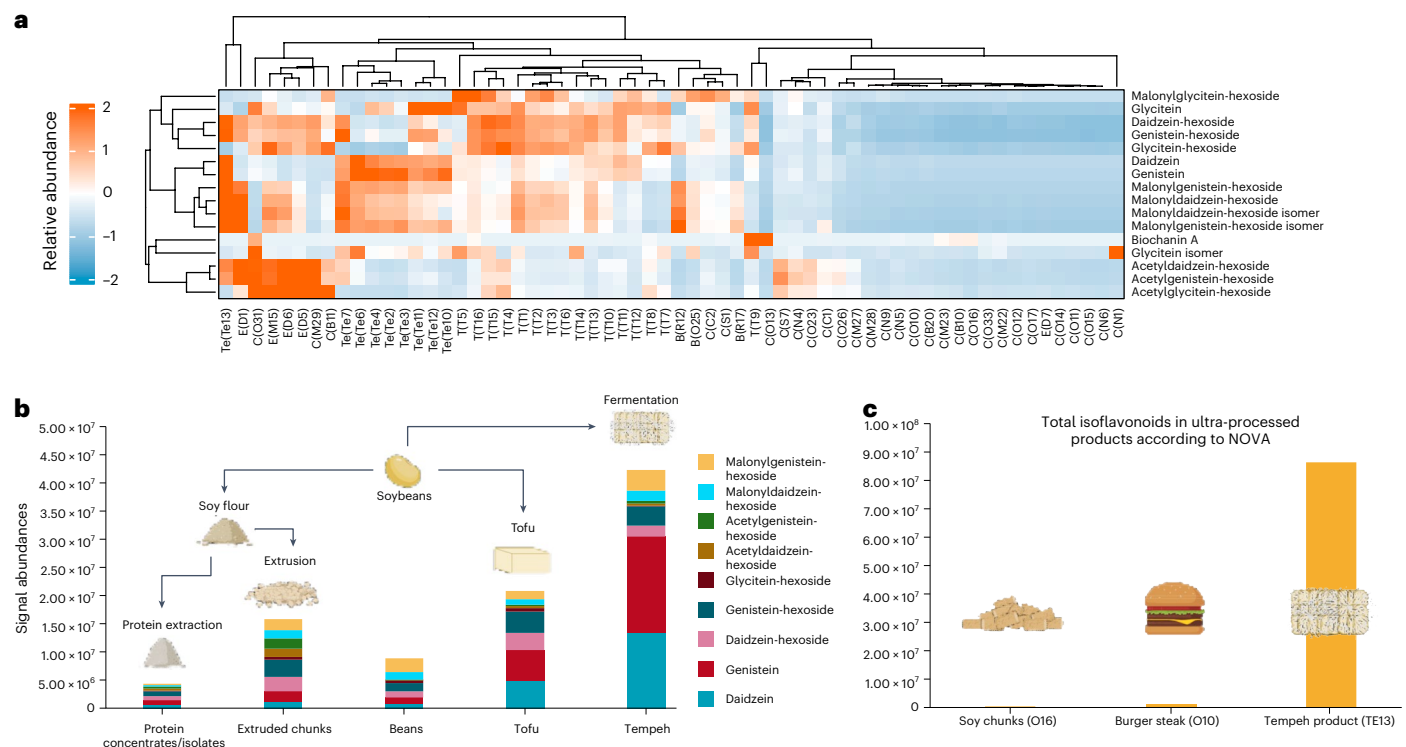 a
Relative abundance
2
1
0
−1
−2
Malonylglycitein-hexoside
Glycitein
Daidzein-hexoside
Genistein-hexoside
Glycitein-hexoside
Daidzein
Genistein
Malonylgenistein-hexoside
Malonyldaidzein-hexoside
Malonyldaidzein-hexoside isomer
Malonylgenistein-hexoside isomer
Biochanin A
Glycitein isomer
Acetyldaidzein-hexoside
Acetylgenistein-hexoside
Acetylglycitein-hexoside
Te(Te13)
E(D1)
C(O31)
E(M15)
E(D6)
E(D5)
C(M29)
C(B11)
Te(Te7)
Te(Te6)
Te(Te4)
Te(Te2)
Te(Te3)
Te(Te11)
Te(Te12)
Te(Te10)
T(T5)
T(T16)
T(T15)
T(T4)
T(T1)
T(T2)
T(T3)
T(T6)
T(T14)
T(T13)
T(T10)
T(T11)
T(T12)
T(T8)
T(T7)
B(R12)
B(O25)
C(C2)
C(S1)
B(R17)
T(T9)
C(O13)
C(S7)
C(N4)
C(O23)
C(C1)
C(O26)
C(M27)
C(M28)
C(N9)
C(N5)
C(O10)
C(B20)
C(M23)
C(B10)
C(O16)
C(O33)
C(M22)
C(O12)
C(O17)
E(D7)
C(O14)
C(O11)
C(O15)
C(N6)
C(N1)
b
Signal abundances
5.00 × 10⁷
4.50 × 10⁷
4.00 × 10⁷
3.50 × 10⁷
3.00 × 10⁷
2.50 × 10⁷
2.00 × 10⁷
1.50 × 10⁷
1.00 × 10⁷
5.00 × 10⁶
0
Fermentation
Soybeans
Soy flour
Tofu
Extrusion
Protein extraction
Protein
concentrates/isolates
Extruded chunks
Beans
Tofu
Tempeh
Malonylgenistein-
hexoside
Malonyldaidzein-
hexoside
Acetylgenistein-
hexoside
Acetyldaidzein-
hexoside
Glycitein-hexoside
Genistein-hexoside
Daidzein-hexoside
Genistein
Daidzein
c
Total isoflavonoids in ultra-processed
products according to NOVA
1.00 × 10⁸
9.00 × 10⁷
8.00 × 10⁷
7.00 × 10⁷
6.00 × 10⁷
5.00 × 10⁷
4.00 × 10⁷
3.00 × 10⁷
2.00 × 10⁷
1.00 × 10⁷
0
Soy chunks (O16)
Burger steak (O10)
Tempeh product (TE13)